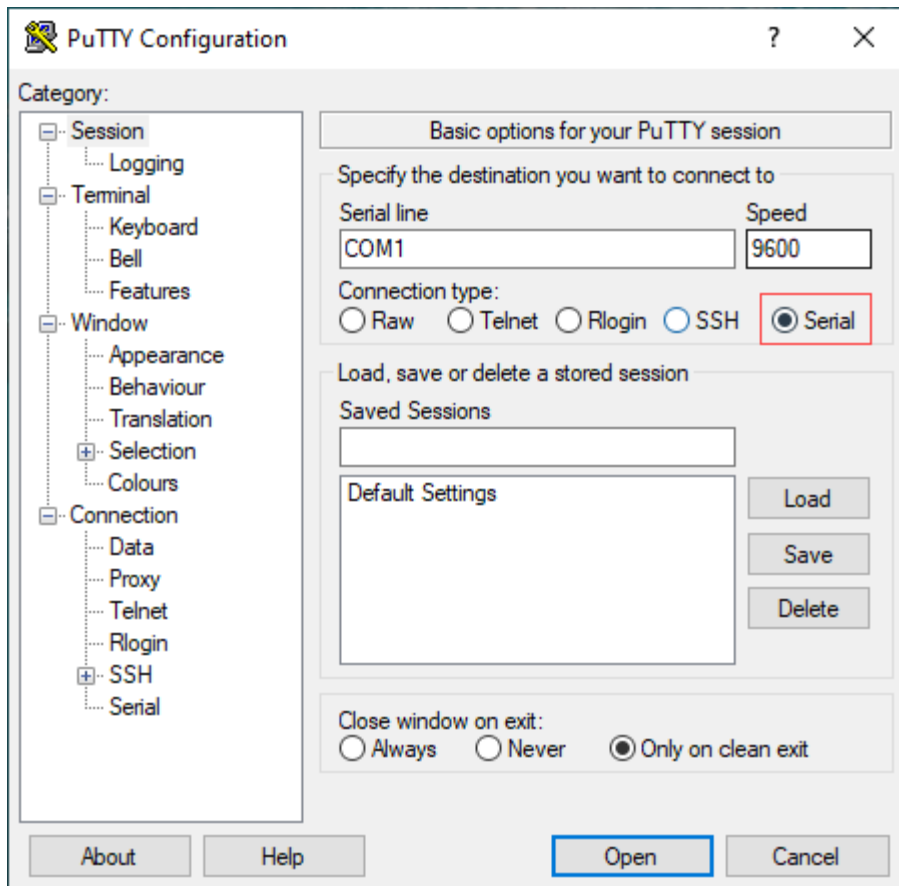 PuTTY Configuration
?
Category:
Session
Logging
Terminal
Keyboard
Bell
Features
Window
Appearance
Behaviour
Translation
Selection
Colours
Connection
Data
Proxy
Telnet
Rlogin
SSH
Serial
Basic options for your PuTTY session
Specify the destination you want to connect to
Serial line Speed
COM1 9600
Connection type:
Raw Telnet Rlogin SSH Serial
Load, save or delete a stored session
Saved Sessions
Default Settings
Load
Save
Delete
Close window on exit:
Always Never Only on clean exit
About Help Open Cancel